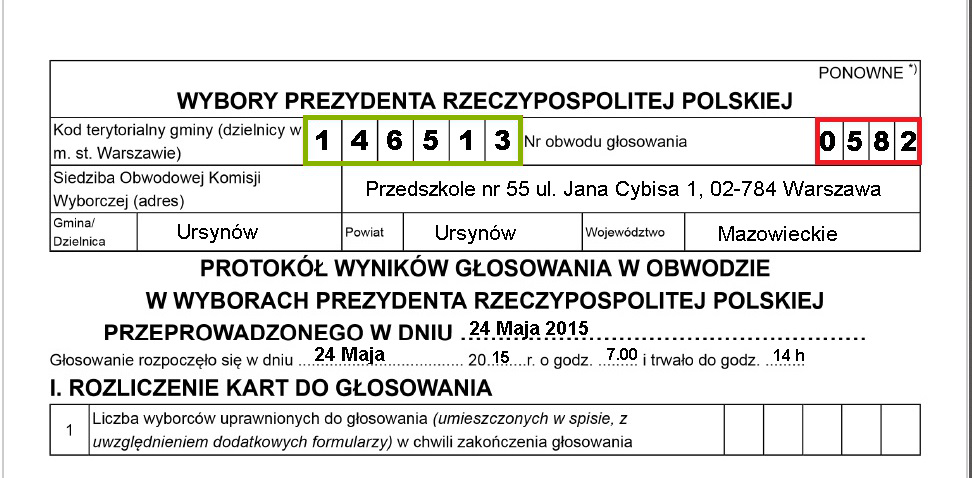 PONOWNE *)
WYBORY PREZYDENTA RZECZYPOSPOLITEJ POLSKIEJ
Kod terytorialny gminy (dzielnicy w
m. st. Warszawie)
1 4 6 5 1 3
Nr obwodu głosowania
0 5 8 2
Siedziba Obwodowej Komisji
Wyborczej (adres)
Przedszkole nr 55 ul. Jana Cybisa 1, 02-784 Warszawa
Gmina/
Dzielnica
Ursynów
Powiat
Ursynów
Województwo
Mazowieckie
PROTOKÓŁ WYNIKÓW GŁOSOWANIA W OBWODZIE
W WYBORACH PREZYDENTA RZECZYPOSPOLITEJ POLSKIEJ
PRZEPROWADZONEGO W DNIU 24 Maja 2015
Głosowanie rozpoczęło się w dniu 24 Maja 2015 r. o godz. 7.00 i trwało do godz. 14 h
I. ROZLICZENIE KART DO GŁOSOWANIA
1
Liczba wyborców uprawnionych do głosowania (umieszczonych w spisie, z
uwzględnieniem dodatkowych formularzy) w chwili zakończenia głosowania